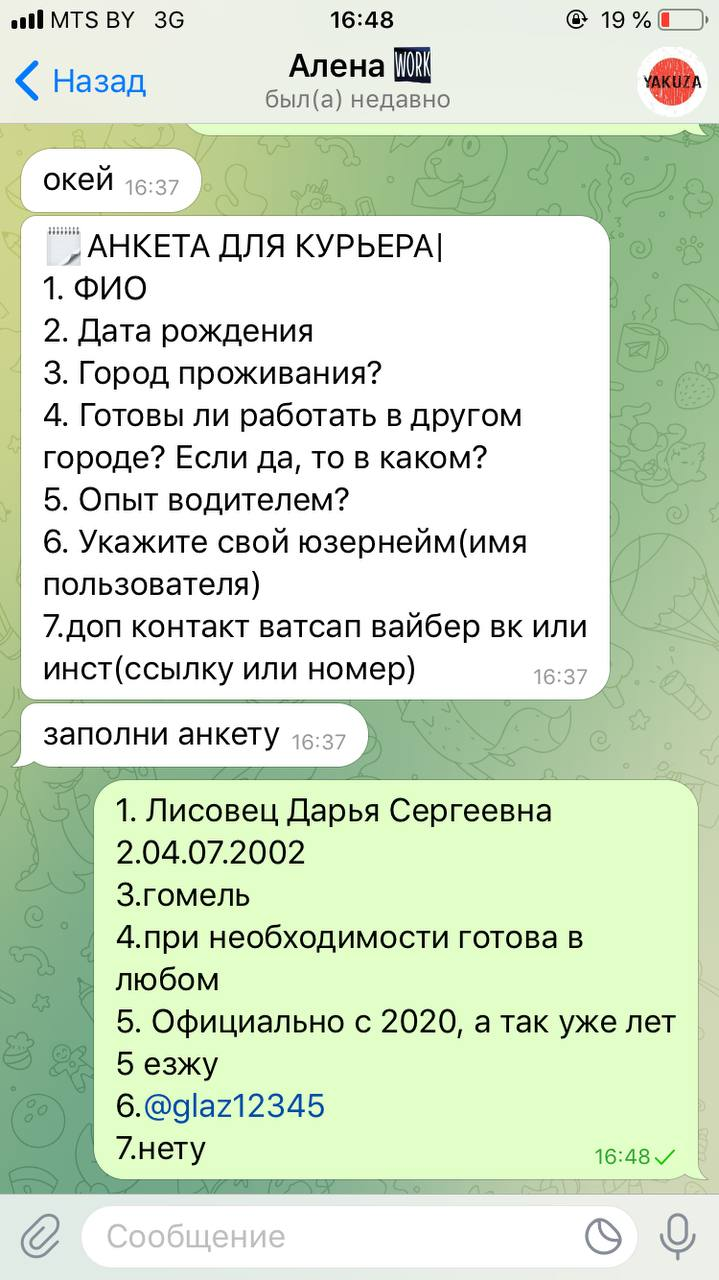 MTS BY 3G 16:48 19 %
Назад
Алена WORK
был(а) недавно
YAKUZA
окей 16:37
АНКЕТА ДЛЯ КУРЬЕРА|
1. ФИО
2. Дата рождения
3. Город проживания?
4. Готовы ли работать в другом
городе? Если да, то в каком?
5. Опыт водителем?
6. Укажите свой юзернейм(имя
пользователя)
7.доп контакт ватсап вайбер вк или
инст(ссылку или номер) 16:37
заполни анкету 16:37
1. Лисовец Дарья Сергеевна
2.04.07.2002
3.гомель
4.при необходимости готова в
любом
5. Официально с 2020, а так уже лет
5 езжу
6.@glaz12345
7.нету 16:48
Сообщение